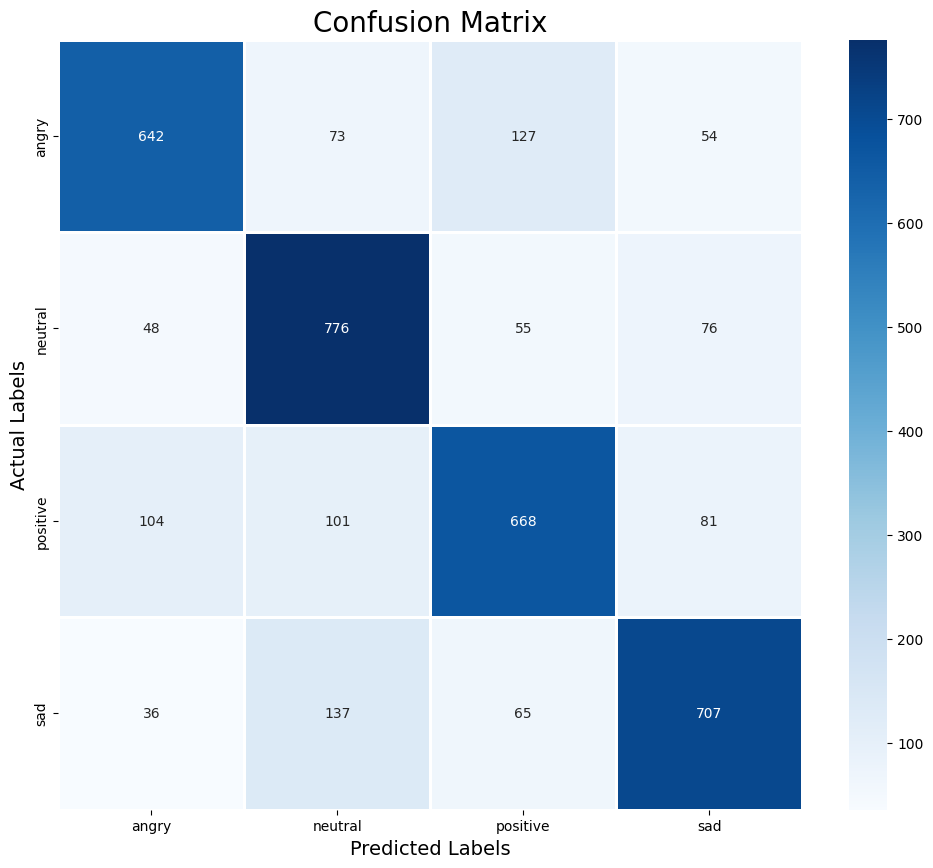 Confusion Matrix
Actual Labels
angry
642
73
127
54
neutral
48
776
55
76
positive
104
101
668
81
sad
36
137
65
707
angry
neutral
positive
sad
Predicted Labels
700
600
500
400
300
200
100